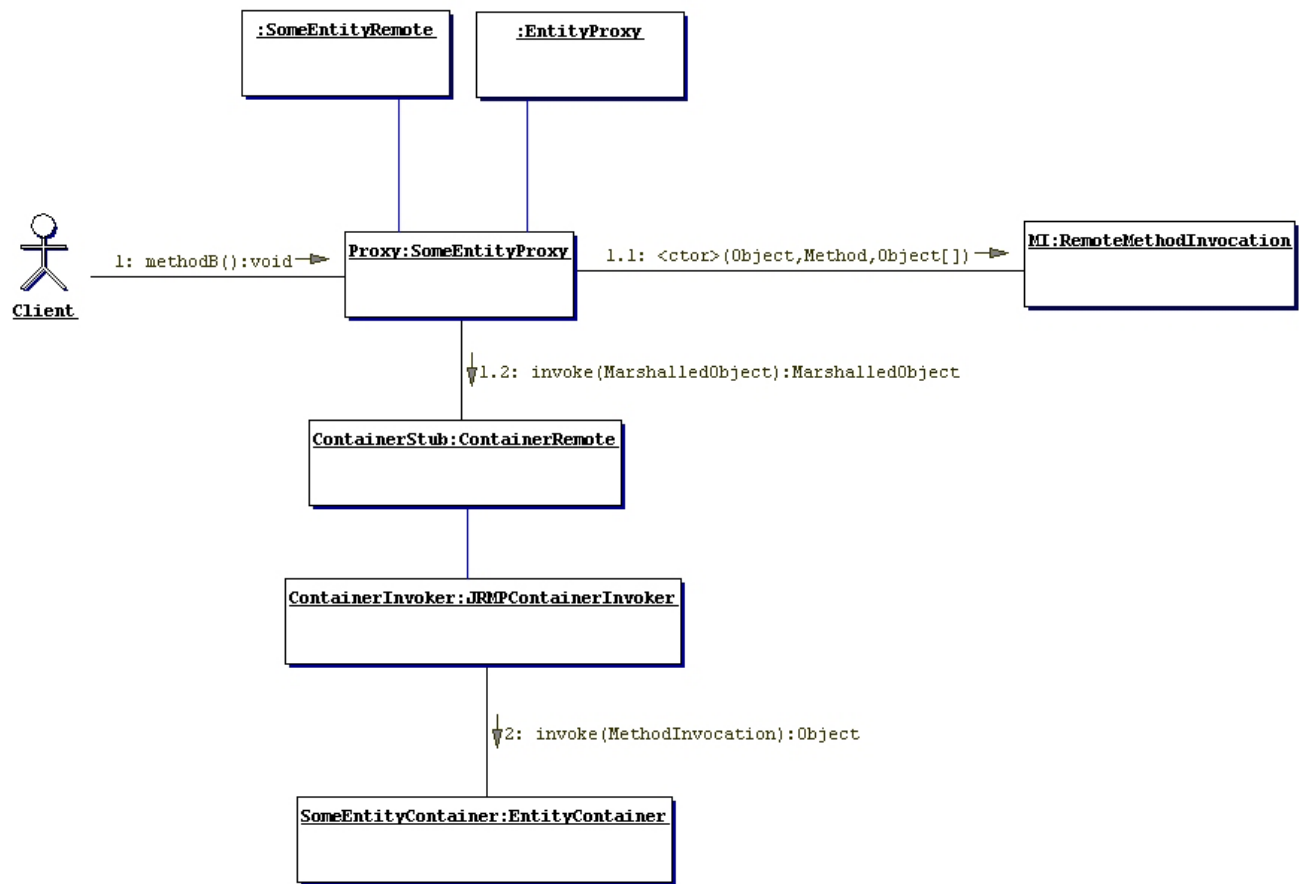 :SomeEntityRemote
:EntityProxy
Proxy:SomeEntityProxy
MI:RemoteMethodInvocation
1: methodB():void
1.1: <ctor>(Object,Method,Object[])
Client
1.2: invoke(MarshalledObject):MarshalledObject
ContainerStub:ContainerRemote
ContainerInvoker:JRMPContainerInvoker
2: invoke(MethodInvocation):Object
SomeEntityContainer:EntityContainer